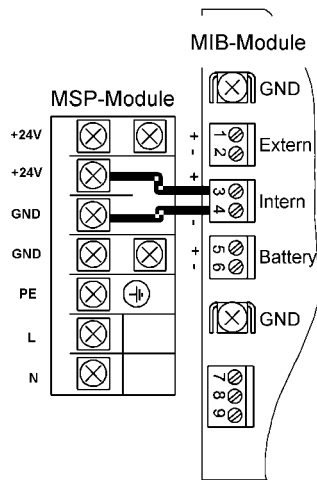 MIB-Module
GND
MSP-Module
+24V
+
1
Extern
-
2
+24V
+
3
Intern
GND
-
4
GND
+
5
Battery
-
6
PE
GND
L
N
7
8
9